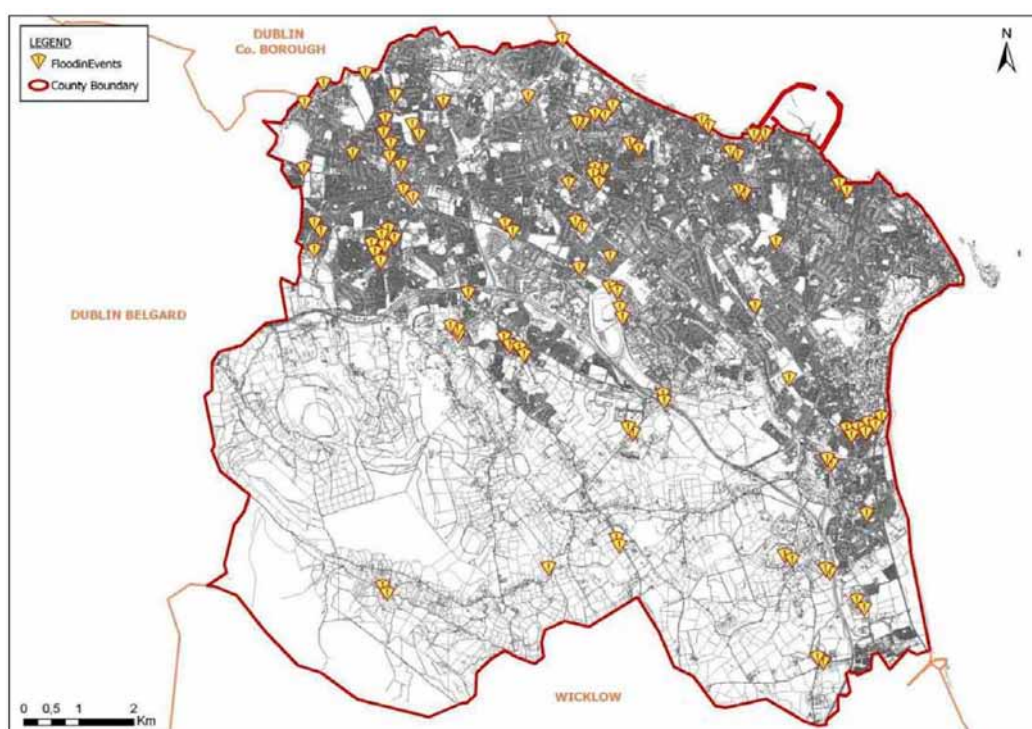 LEGEND
FloodinEvents
County Boundary
DUBLIN
Co. BOROUGH
N
DUBLIN BELGARD
WICKLOW
0 0,5 1 2
Km